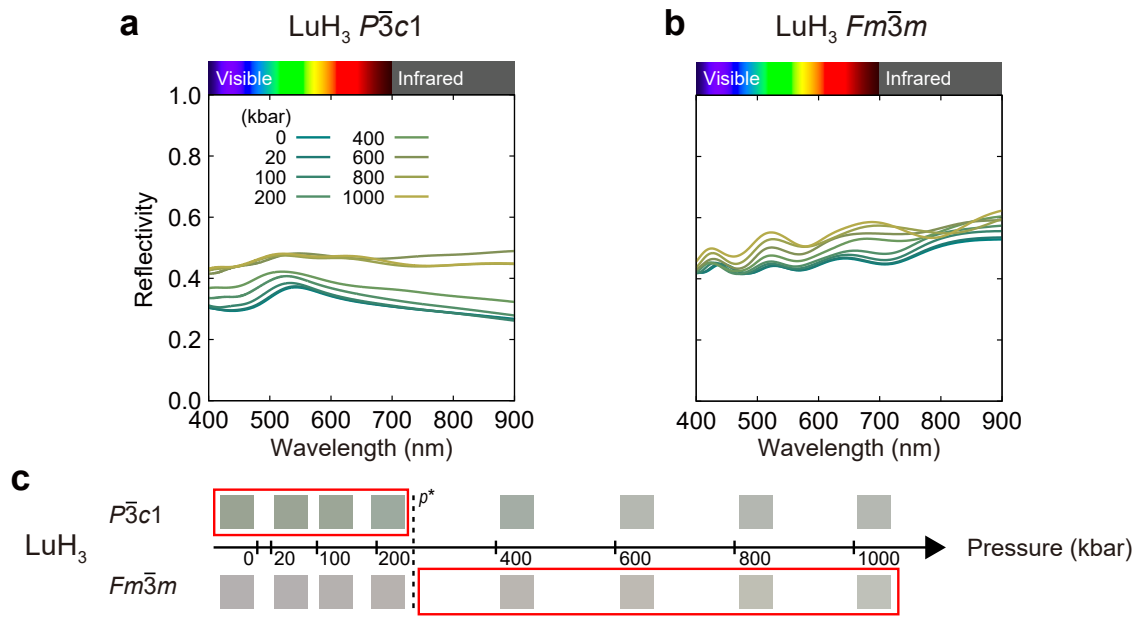 a
LuH₃ P3̅c1
b
LuH₃ Fm3̅m
Visible
Infrared
Visible
Infrared
1.0
0.8
0.6
0.4
0.2
0.0
Reflectivity
(kbar)
0
400
20
600
100
800
200
1000
400 500 600 700 800 900
Wavelength (nm)
400 500 600 700 800 900
Wavelength (nm)
c
P3̅c1
p*
LuH₃
0 20 100 200 400 600 800 1000
Pressure (kbar)
Fm3̅m